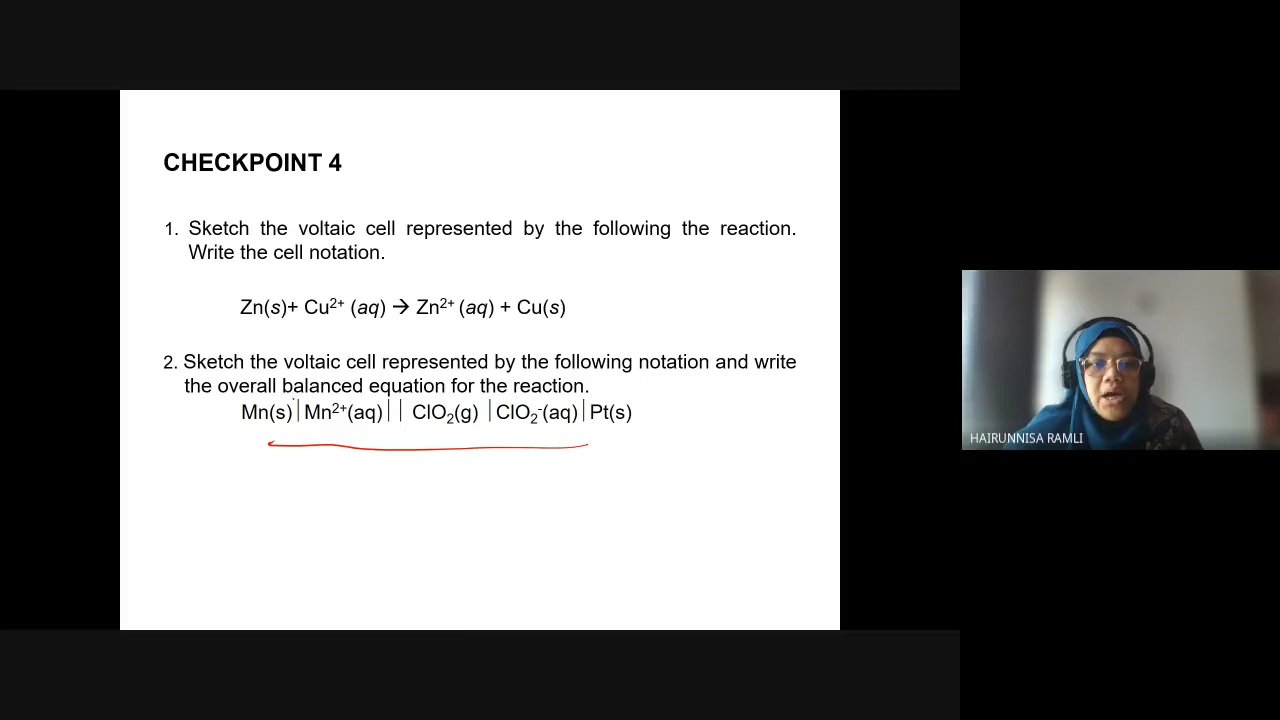 CHECKPOINT 4
1. Sketch the voltaic cell represented by the following the reaction.
Write the cell notation.
Zn(s)+ Cu²⁺ (aq) → Zn²⁺ (aq) + Cu(s)
2. Sketch the voltaic cell represented by the following notation and write
the overall balanced equation for the reaction.
Mn(s)|Mn²⁺(aq)|| ClO₂(g) |ClO₂⁻(aq)|Pt(s)
HAIRUNNISA RAMLI